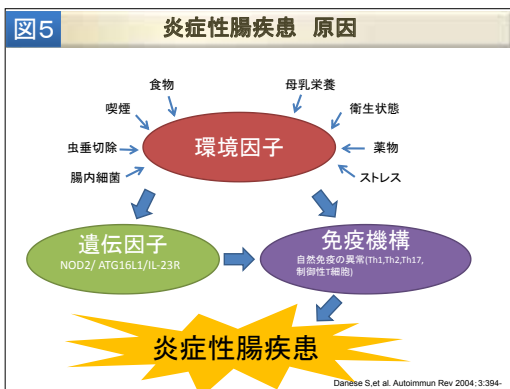 図5
炎症性腸疾患 原因
食物
母乳栄養
喫煙
衛生状態
虫垂切除
環境因子
薬物
腸内細菌
ストレス
遺伝因子
NOD2/ ATG16L1/IL-23R
免疫機構
自然免疫の異常(Th1,Th2,Th17,
制御性T細胞)
炎症性腸疾患
Danese S,et al. Autoimmun Rev 2004;3:394-